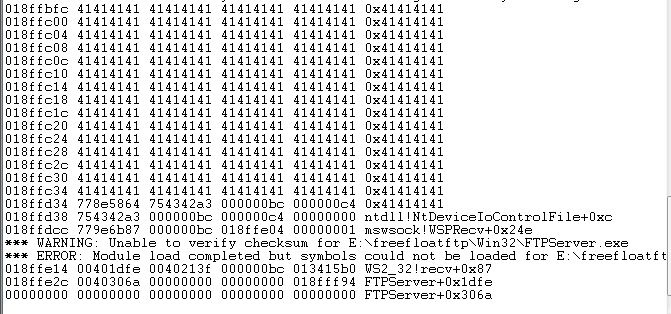 018ffbfc 41414141 41414141 41414141 41414141 0x41414141
018ffc00 41414141 41414141 41414141 41414141 0x41414141
018ffc04 41414141 41414141 41414141 41414141 0x41414141
018ffc08 41414141 41414141 41414141 41414141 0x41414141
018ffc0c 41414141 41414141 41414141 41414141 0x41414141
018ffc10 41414141 41414141 41414141 41414141 0x41414141
018ffc14 41414141 41414141 41414141 41414141 0x41414141
018ffc18 41414141 41414141 41414141 41414141 0x41414141
018ffc1c 41414141 41414141 41414141 41414141 0x41414141
018ffc20 41414141 41414141 41414141 41414141 0x41414141
018ffc24 41414141 41414141 41414141 41414141 0x41414141
018ffc28 41414141 41414141 41414141 41414141 0x41414141
018ffc2c 41414141 41414141 41414141 41414141 0x41414141
018ffc30 41414141 41414141 41414141 41414141 0x41414141
018ffc34 41414141 41414141 41414141 41414141 0x41414141
018ffd34 778e5864 754342a3 000000bc 000000c4 0x41414141
018ffd38 754342a3 000000bc 000000c4 00000000 ntdll!NtDeviceIoControlFile+0xc
018ffdcc 779e6b87 000000bc 018ffe04 00000001 mswsock!WSPRecv+0x24e
*** WARNING: Unable to verify checksum for E:\freefloatftp\Win32\FTPServer.exe
*** ERROR: Module load completed but symbols could not be loaded for E:\freefloatft
018ffe14 00401dfe 0040213f 000000bc 013415b0 WS2_32!recv+0x87
018ffe2c 0040306a 00000000 00000000 018fff94 FTPServer+0x1dfe
00000000 00000000 00000000 00000000 00000000 FTPServer+0x306a